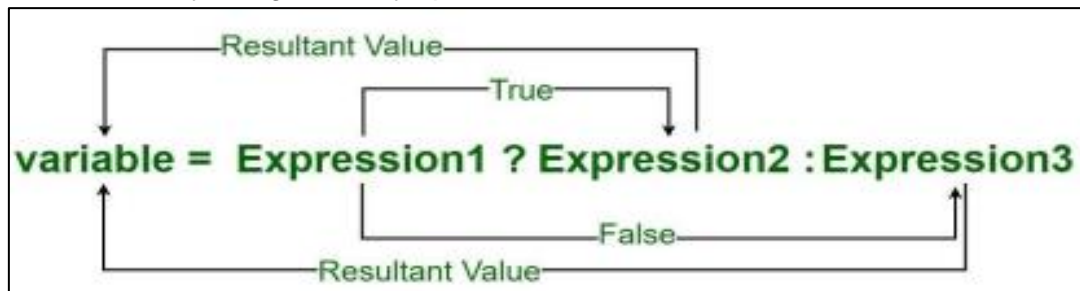 Resultant Value
True
variable = Expression1 ? Expression2 : Expression3
False
Resultant Value